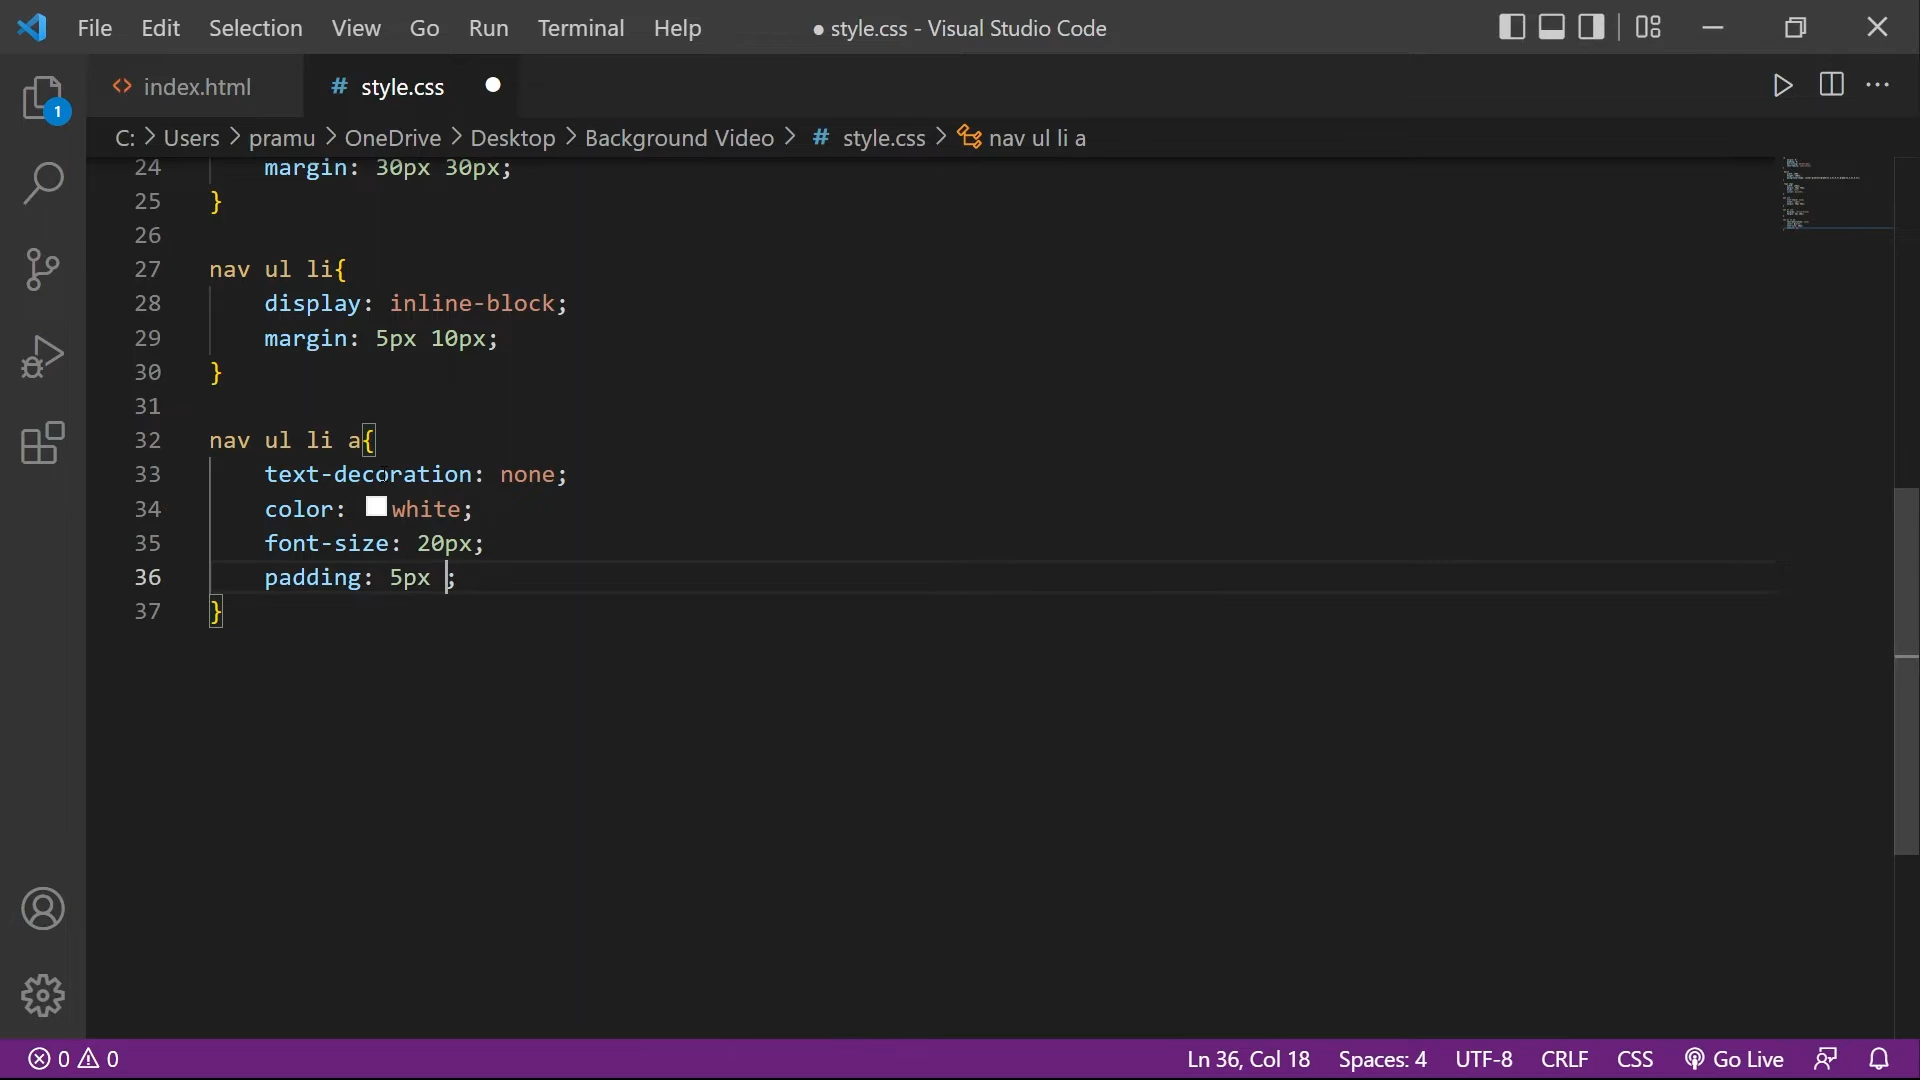 File Edit Selection View Go Run Terminal Help ● style.css - Visual Studio Code
index.html # style.css
1
C: > Users > pramu > OneDrive > Desktop > Background Video > # style.css > nav ul li a
24 margin: 30px 30px;
25 }
26
27 nav ul li{
28 display: inline-block;
29 margin: 5px 10px;
30 }
31
32 nav ul li a{
33 text-decoration: none;
34 color: white;
35 font-size: 20px;
36 padding: 5px ;
37 }
0 0 Ln 36, Col 18 Spaces: 4 UTF-8 CRLF CSS Go Live